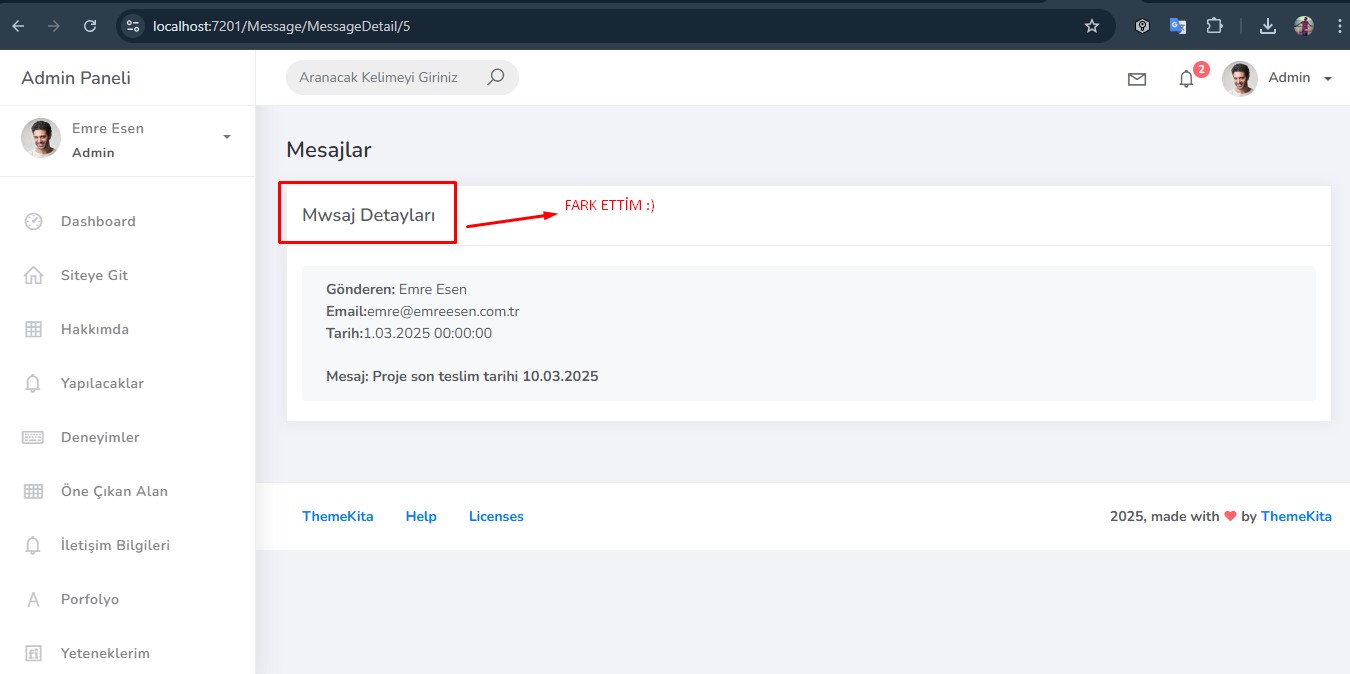 localhost:7201/Message/MessageDetail/5
Admin Paneli
Aranacak Kelimeyi Giriniz
2
Admin
Emre Esen
Admin
Dashboard
Siteye Git
Hakkımda
Yapılacaklar
Deneyimler
Öne Çıkan Alan
İletişim Bilgileri
Porfolyo
Yeteneklerim
Mesajlar
Mwsaj Detayları
FARK ETTİM :)
Gönderen: Emre Esen
Email:emre@emreesen.com.tr
Tarih:1.03.2025 00:00:00
Mesaj: Proje son teslim tarihi 10.03.2025
ThemeKita Help Licenses
2025, made with ❤ by ThemeKita